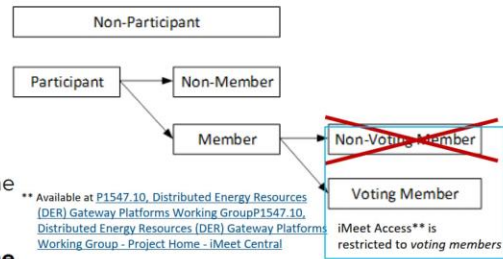 Non-Participant
Participant
Non-Member
Member
Non-Voting Member
Voting Member
ne
** Available at P1547.10, Distributed Energy Resources
(DER) Gateway Platforms Working GroupP1547.10,
Distributed Energy Resources (DER) Gateway Platforms
Working Group - Project Home - iMeet Central
iMeet Access** is
restricted to voting members